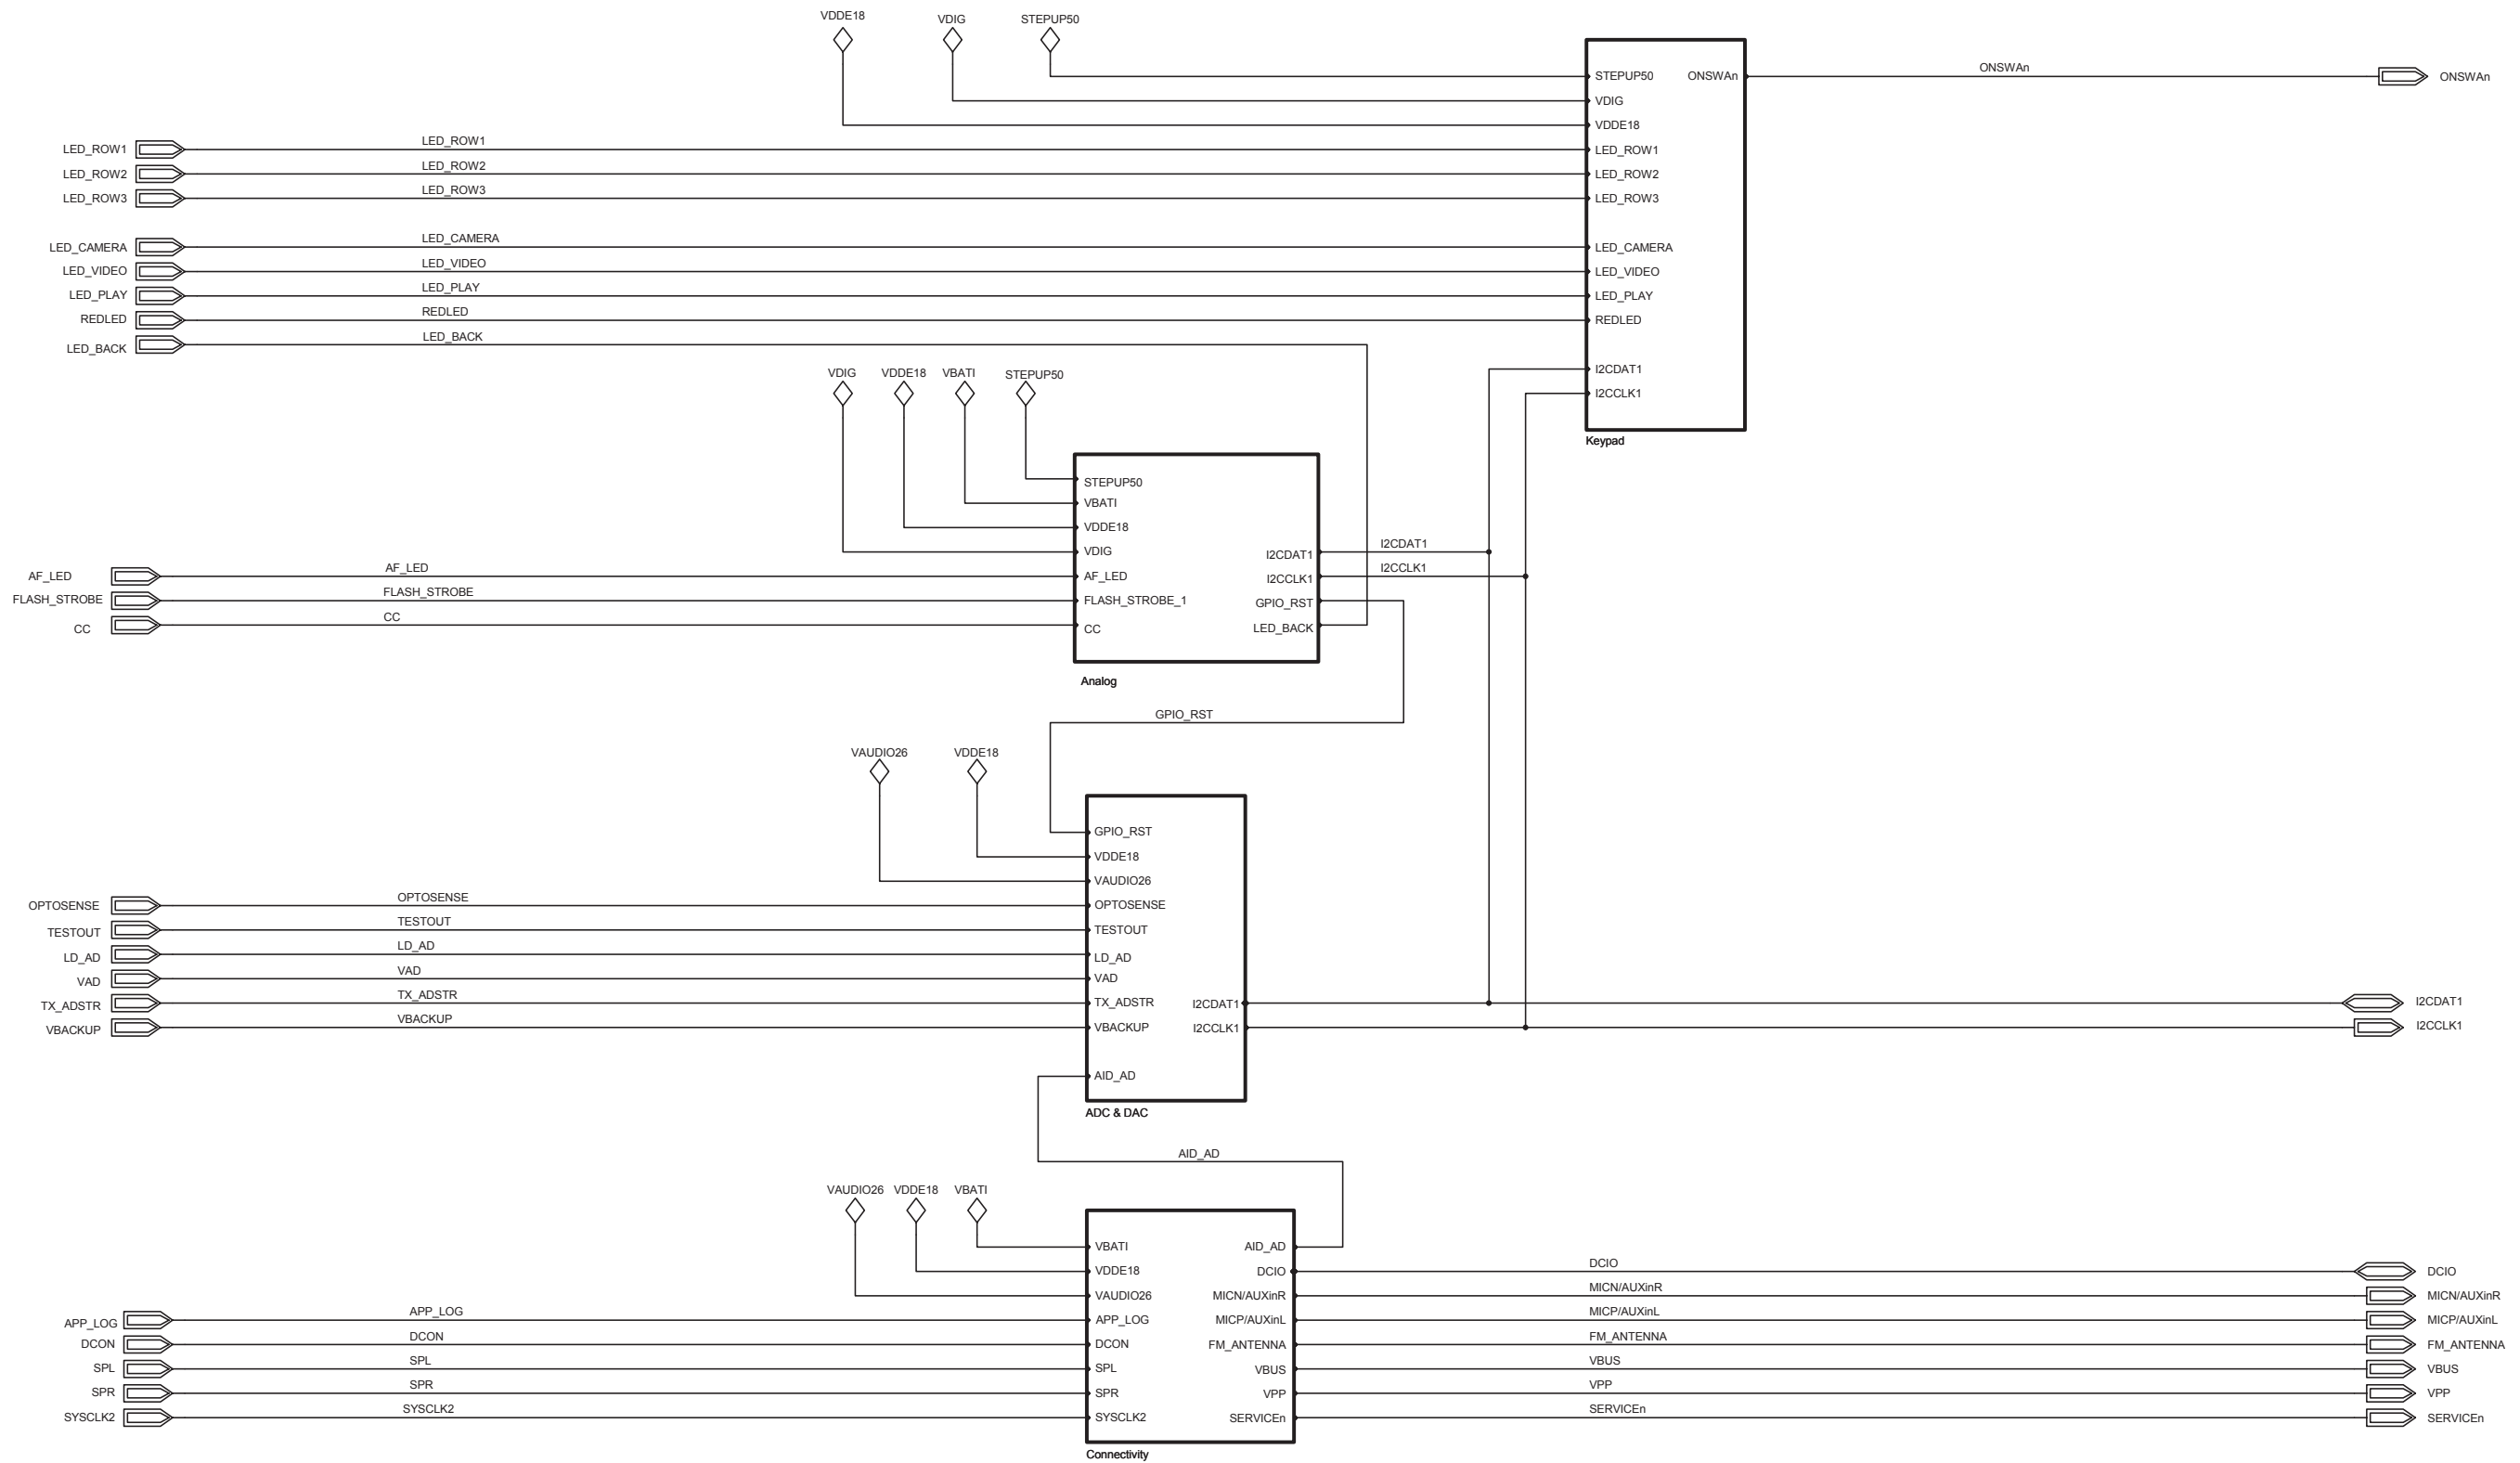 VDDE18
VDIG
STEPUP50
STEPUP50
ONSWAn
ONSWAn
ONSWAn
VDIG
VDDE18
LED_ROW1
LED_ROW1
LED_ROW1
LED_ROW2
LED_ROW2
LED_ROW2
LED_ROW3
LED_ROW3
LED_ROW3
LED_CAMERA
LED_CAMERA
LED_CAMERA
LED_VIDEO
LED_VIDEO
LED_VIDEO
LED_PLAY
LED_PLAY
LED_PLAY
REDLED
REDLED
REDLED
LED_BACK
LED_BACK
I2CDAT1
I2CCLK1
Keypad
VDIG
VDDE18
VBATI
STEPUP50
STEPUP50
VBATI
VDDE18
VDIG
I2CDAT1
I2CDAT1
AF_LED
AF_LED
AF_LED
I2CCLK1
I2CCLK1
FLASH_STROBE
FLASH_STROBE
FLASH_STROBE_1
GPIO_RST
CC
CC
CC
LED_BACK
Analog
GPIO_RST
VAUDIO26
VDDE18
GPIO_RST
VDDE18
VAUDIO26
OPTOSENSE
OPTOSENSE
OPTOSENSE
TESTOUT
TESTOUT
TESTOUT
LD_AD
LD_AD
LD_AD
VAD
VAD
VAD
TX_ADSTR
TX_ADSTR
TX_ADSTR
I2CDAT1
I2CDAT1
VBACKUP
VBACKUP
VBACKUP
I2CCLK1
I2CCLK1
AID_AD
ADC & DAC
AID_AD
VAUDIO26
VDDE18
VBATI
VBATI
AID_AD
VDDE18
DCIO
DCIO
DCIO
VAUDIO26
MICN/AUXinR
MICN/AUXinR
MICN/AUXinR
APP_LOG
APP_LOG
APP_LOG
MICP/AUXinL
MICP/AUXinL
MICP/AUXinL
DCON
DCON
DCON
FM_ANTENNA
FM_ANTENNA
FM_ANTENNA
SPL
SPL
SPL
VBUS
VBUS
VBUS
SPR
SPR
SPR
VPP
VPP
VPP
SYSCLK2
SYSCLK2
SYSCLK2
SERVICEn
SERVICEn
SERVICEn
Connectivity